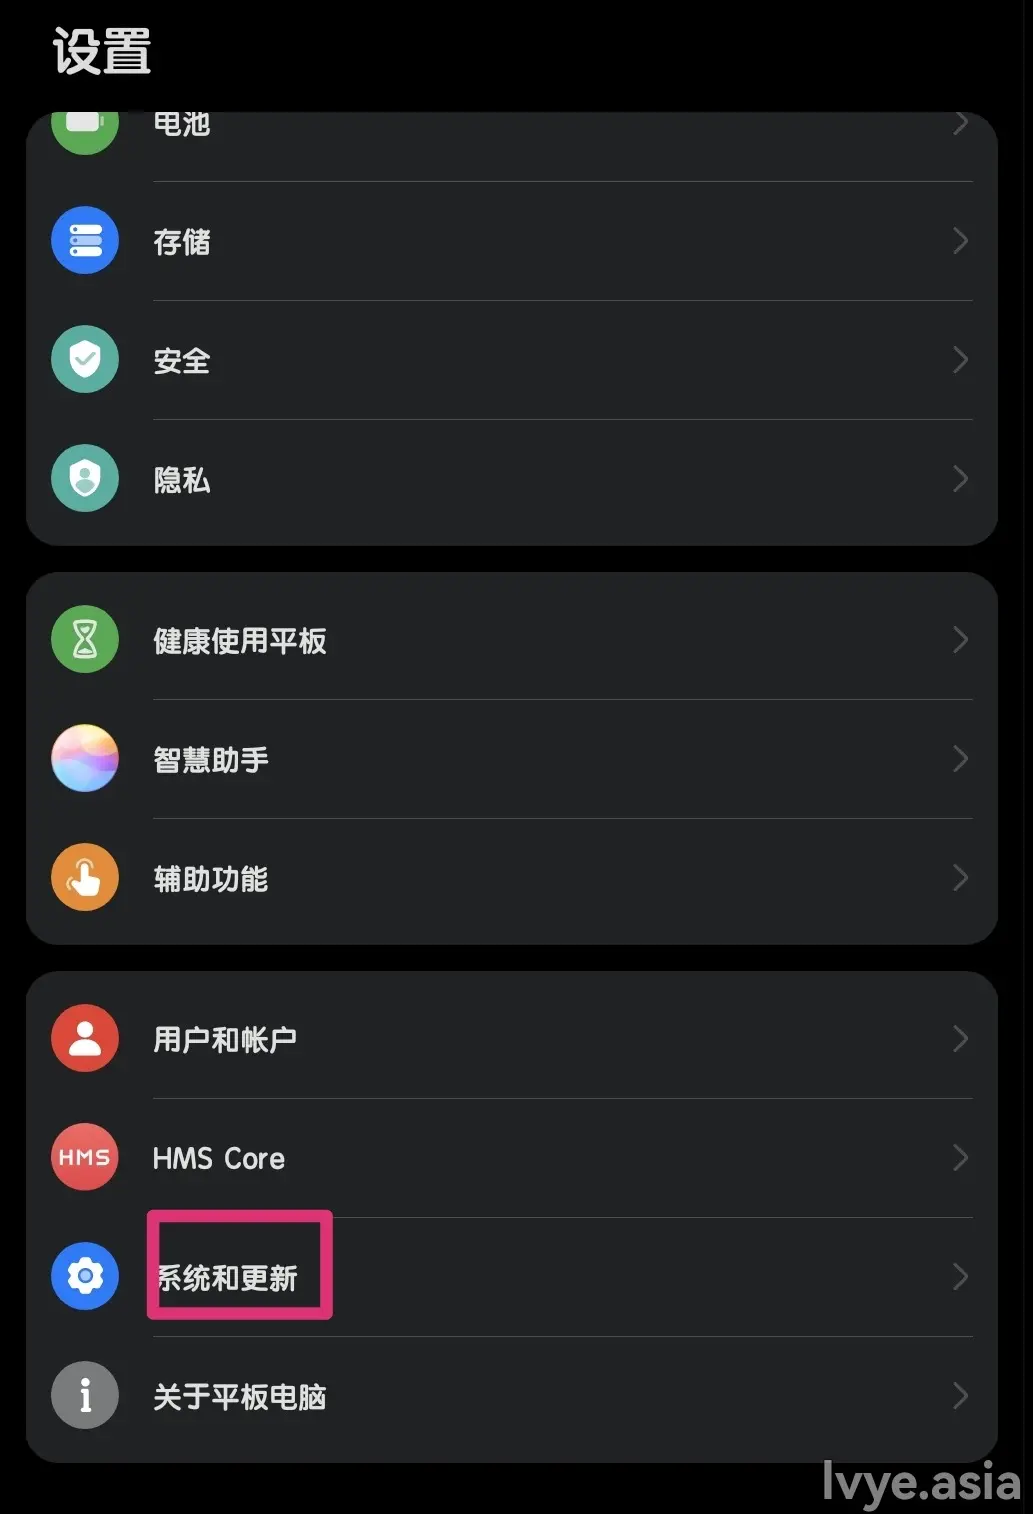 设置
电池
存储
安全
隐私
健康使用平板
智慧助手
辅助功能
用户和帐户
HMS
HMS Core
系统和更新
关于平板电脑
lvye.asia